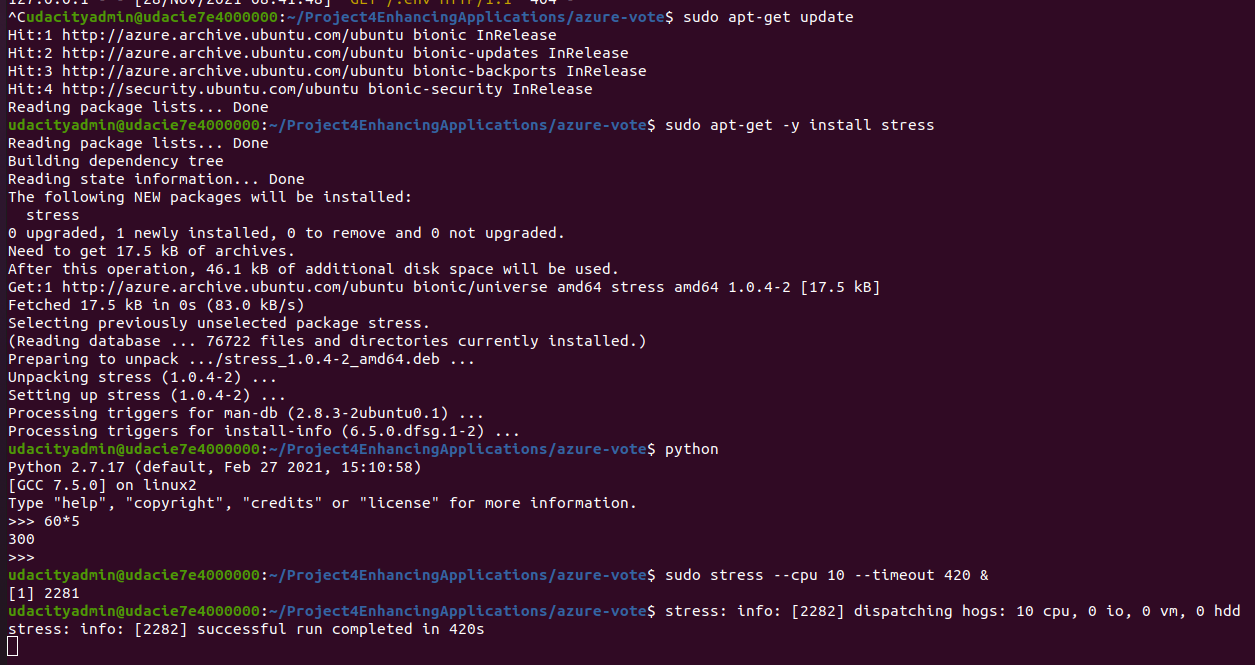 127.0.0.1 - - [28/Nov/2021 08:41:48] "GET /.env HTTP/1.1" 404 -
^Cudacityadmin@udacie7e4000000:~/Project4EnhancingApplications/azure-vote$ sudo apt-get update
Hit:1 http://azure.archive.ubuntu.com/ubuntu bionic InRelease
Hit:2 http://azure.archive.ubuntu.com/ubuntu bionic-updates InRelease
Hit:3 http://azure.archive.ubuntu.com/ubuntu bionic-backports InRelease
Hit:4 http://security.ubuntu.com/ubuntu bionic-security InRelease
Reading package lists... Done
udacityadmin@udacie7e4000000:~/Project4EnhancingApplications/azure-vote$ sudo apt-get -y install stress
Reading package lists... Done
Building dependency tree
Reading state information... Done
The following NEW packages will be installed:
  stress
0 upgraded, 1 newly installed, 0 to remove and 0 not upgraded.
Need to get 17.5 kB of archives.
After this operation, 46.1 kB of additional disk space will be used.
Get:1 http://azure.archive.ubuntu.com/ubuntu bionic/universe amd64 stress amd64 1.0.4-2 [17.5 kB]
Fetched 17.5 kB in 0s (83.0 kB/s)
Selecting previously unselected package stress.
(Reading database ... 76722 files and directories currently installed.)
Preparing to unpack .../stress_1.0.4-2_amd64.deb ...
Unpacking stress (1.0.4-2) ...
Setting up stress (1.0.4-2) ...
Processing triggers for man-db (2.8.3-2ubuntu0.1) ...
Processing triggers for install-info (6.5.0.dfsg.1-2) ...
udacityadmin@udacie7e4000000:~/Project4EnhancingApplications/azure-vote$ python
Python 2.7.17 (default, Feb 27 2021, 15:10:58)
[GCC 7.5.0] on linux2
Type "help", "copyright", "credits" or "license" for more information.
>>> 60*5
300
>>>
udacityadmin@udacie7e4000000:~/Project4EnhancingApplications/azure-vote$ sudo stress --cpu 10 --timeout 420 &
[1] 2281
udacityadmin@udacie7e4000000:~/Project4EnhancingApplications/azure-vote$ stress: info: [2282] dispatching hogs: 10 cpu, 0 io, 0 vm, 0 hdd
stress: info: [2282] successful run completed in 420s